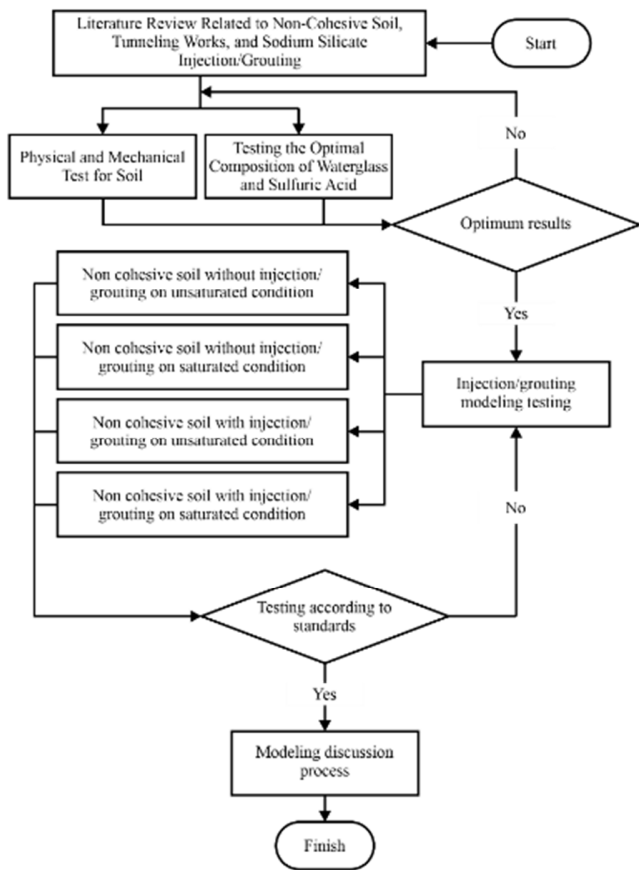 Literature Review Related to Non-Cohesive Soil,
Tunneling Works, and Sodium Silicate
Injection/Grouting
Start
No
Physical and Mechanical
Test for Soil
Testing the Optimal
Composition of Waterglass
and Sulfuric Acid
Optimum results
Yes
Non cohesive soil without injection/
grouting on unsaturated condition
Non cohesive soil without injection/
grouting on saturated condition
Non cohesive soil with injection/
grouting on unsaturated condition
Non cohesive soil with injection/
grouting on saturated condition
Injection/grouting
modeling testing
No
Testing according to
standards
Yes
Modeling discussion
process
Finish